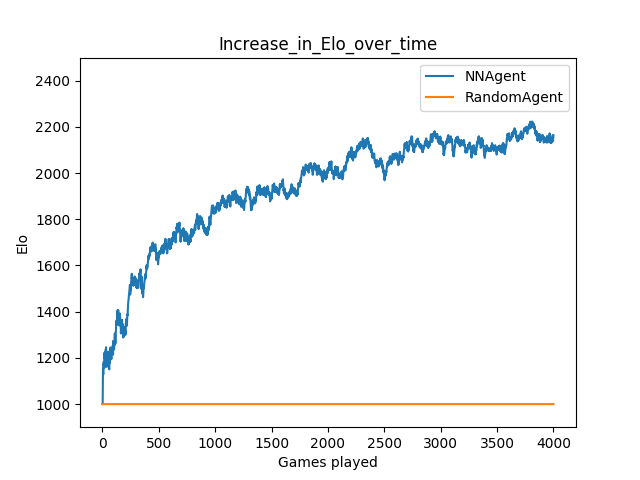 Increase_in_Elo_over_time
NNAgent
RandomAgent
2400
2200
2000
1800
1600
1400
1200
1000
Elo
0 500 1000 1500 2000 2500 3000 3500 4000
Games played